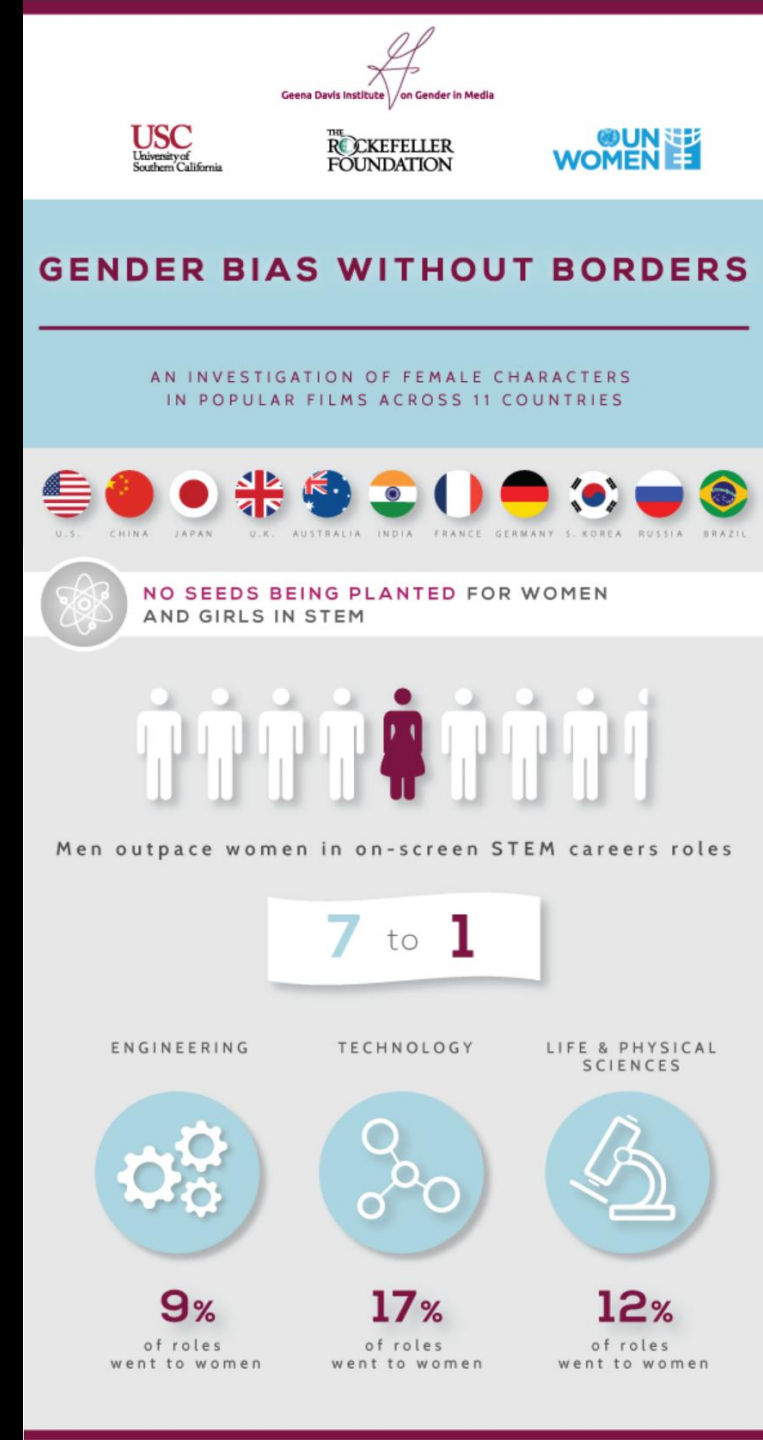 Geena Davis Institute on Gender in Media
USC
University of
Southern California
THE
ROCKEFELLER
FOUNDATION
UN
WOMEN
GENDER BIAS WITHOUT BORDERS
AN INVESTIGATION OF FEMALE CHARACTERS
IN POPULAR FILMS ACROSS 11 COUNTRIES
U.S. CHINA JAPAN U.K. AUSTRALIA INDIA FRANCE GERMANY S. KOREA RUSSIA BRAZIL
NO SEEDS BEING PLANTED FOR WOMEN
AND GIRLS IN STEM
Men outpace women in on-screen STEM careers roles
7 to 1
ENGINEERING
TECHNOLOGY
LIFE & PHYSICAL
SCIENCES
9%
of roles
went to women
17%
of roles
went to women
12%
of roles
went to women